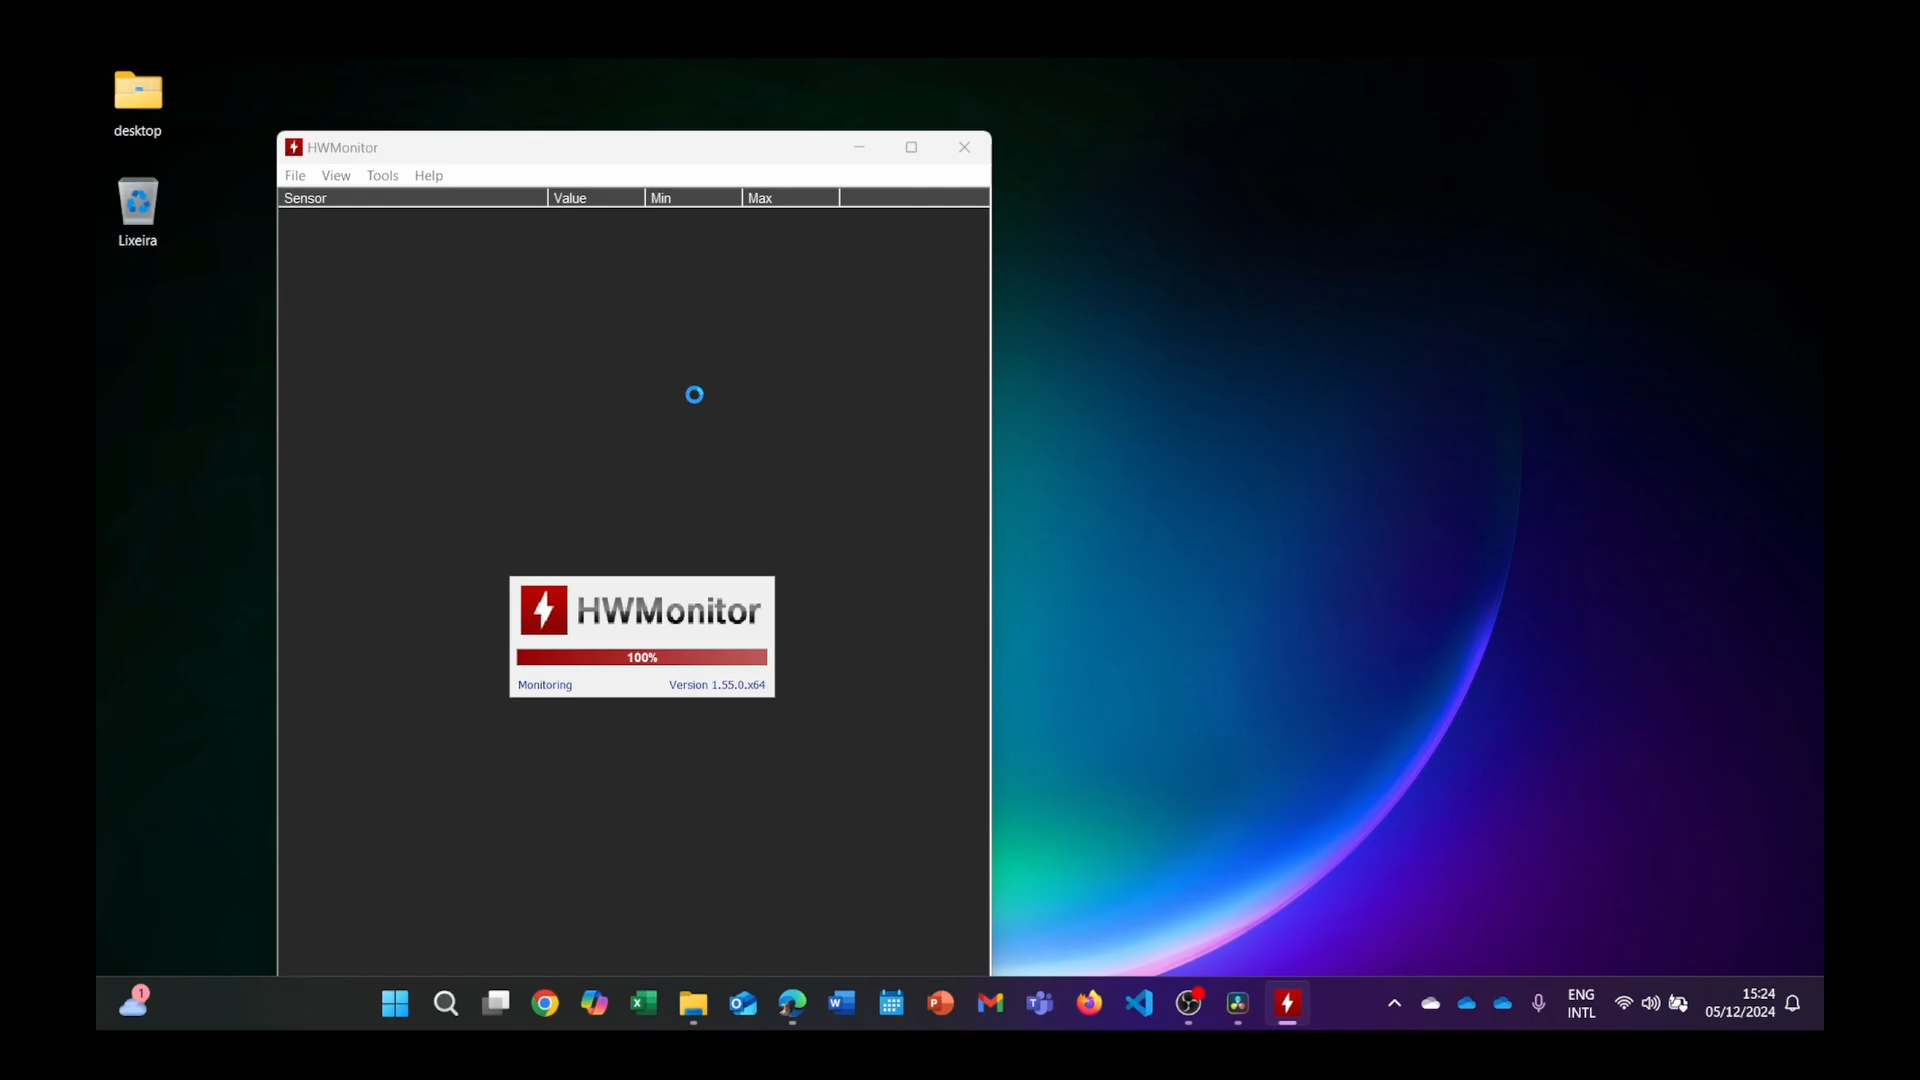 desktop
Lixeira
HWMonitor
File View Tools Help
Sensor Value Min Max
HWMonitor
100%
Monitoring Version 1.55.0.x64
1
ENG
INTL
15:24
05/12/2024